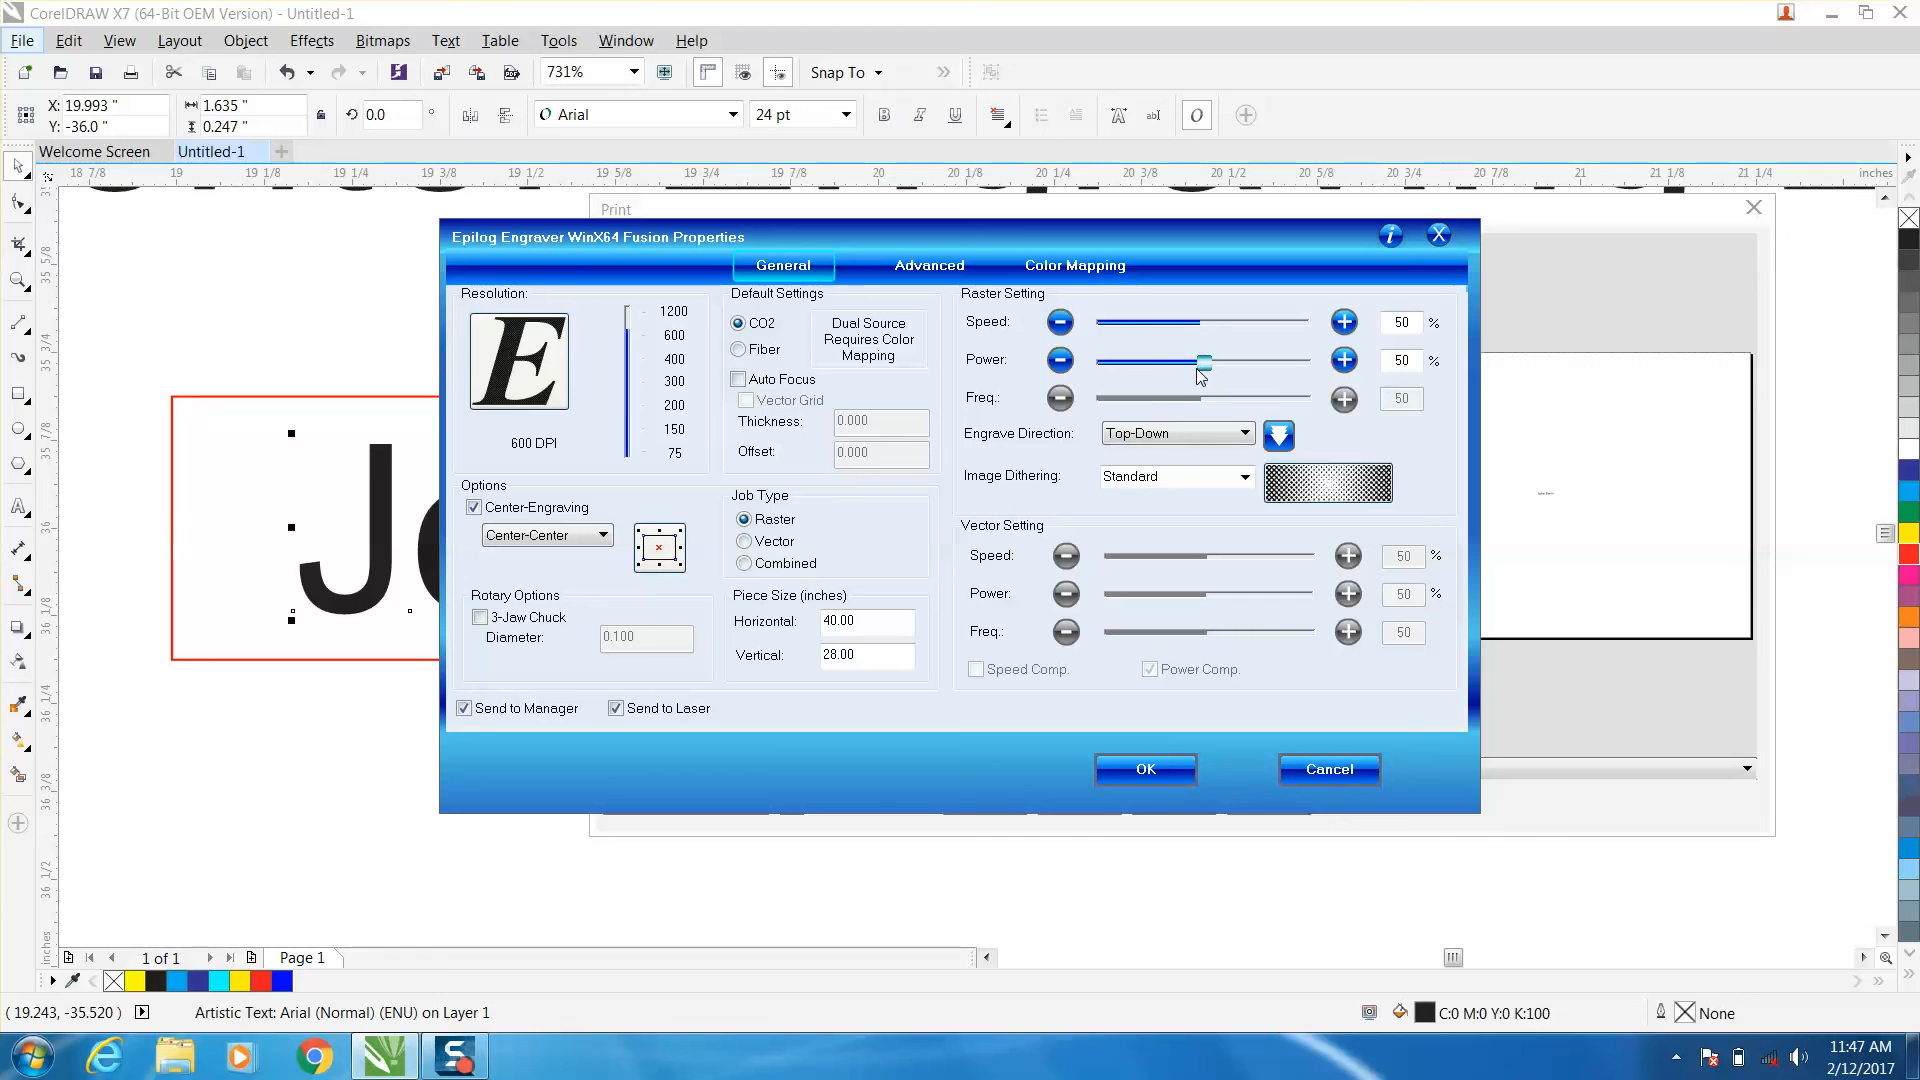 CorelDRAW X7 (64-Bit OEM Version) - Untitled-1
File Edit View Layout Object Effects Bitmaps Text Table Tools Window Help
731% Snap To
X: 19.993 " 1.635 " 0.0 ° O Arial 24 pt
Y: -36.0 " 0.247 "
Welcome Screen Untitled-1
18 7/8 19 19 1/8 19 1/4 19 3/8 19 1/2 19 5/8 19 3/4 19 7/8 20 20 1/8 20 1/4 20 3/8 20 1/2 20 5/8 20 3/4 20 7/8 21 21 1/8 21 1/4 inches
Print
Epilog Engraver WinX64 Fusion Properties
General Advanced Color Mapping
Resolution:
E
1200
600
400
300
200
150
75
600 DPI
Default Settings
CO2
Fiber
Dual Source
Requires Color
Mapping
Auto Focus
Vector Grid
Thickness: 0.000
Offset: 0.000
Raster Setting
Speed: 50 %
Power: 50 %
Freq.: 50
Engrave Direction: Top-Down
Image Dithering: Standard
Options
Center-Engraving
Center-Center
Job Type
Raster
Vector
Combined
Vector Setting
Speed: 50 %
Power: 50 %
Freq.: 50
Speed Comp. Power Comp.
Rotary Options
3-Jaw Chuck
Diameter: 0.100
Piece Size (inches)
Horizontal: 40.00
Vertical: 28.00
Send to Manager Send to Laser
OK Cancel
J
1 of 1 Page 1
( 19.243, -35.520 ) Artistic Text: Arial (Normal) (ENU) on Layer 1 C:0 M:0 Y:0 K:100 None
11:47 AM
2/12/2017